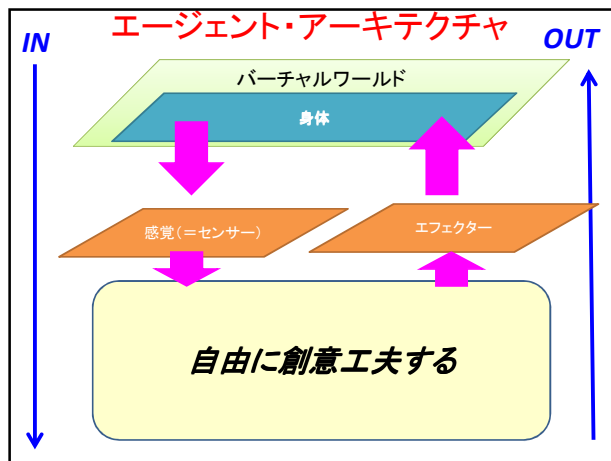 エージェント・アーキテクチャ
IN
OUT
バーチャルワールド
身体
感覚(=センサー)
エフェクター
自由に創意工夫する